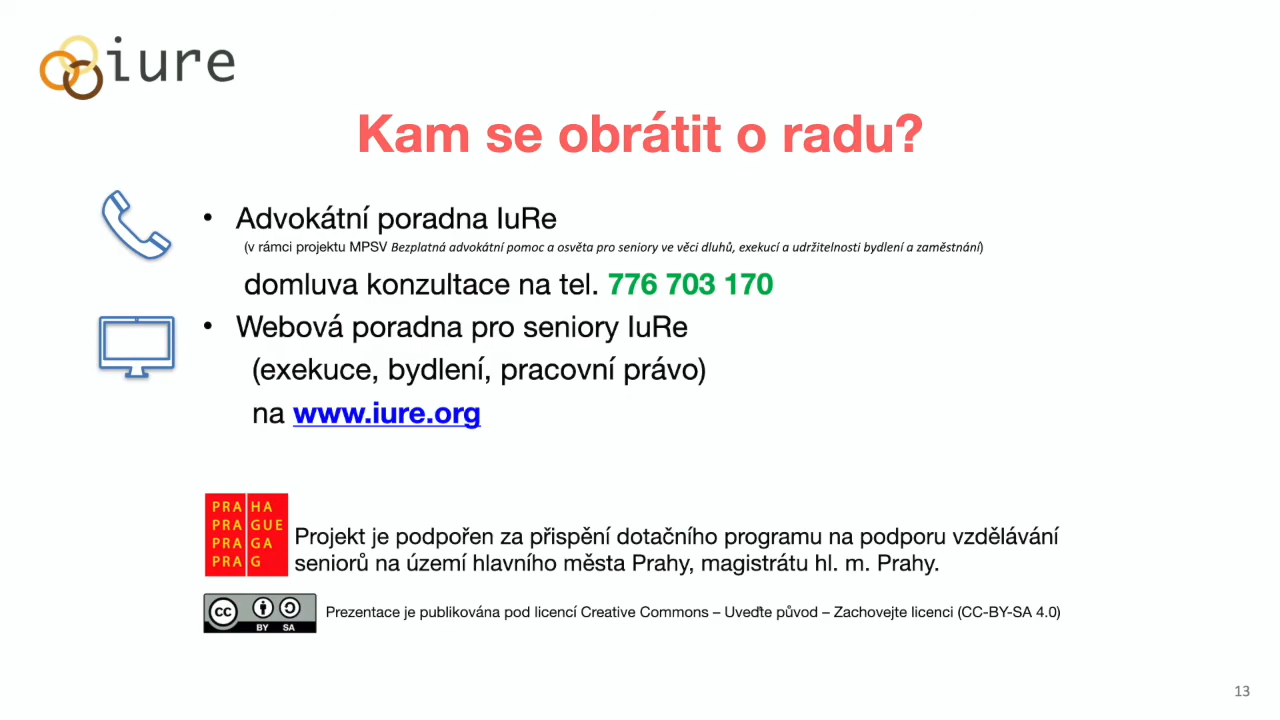 iure
Kam se obrátit o radu?
• Advokátní poradna IuRe
(v rámci projektu MPSV Bezplatná advokátní pomoc a osvěta pro seniory ve věci dluhů, exekucí a udržitelnosti bydlení a zaměstnání)
domluva konzultace na tel. 776 703 170
• Webová poradna pro seniory IuRe
(exekuce, bydlení, pracovní právo)
na www.iure.org
PRA HA
PRA GUE
PRA GA
PRA G
Projekt je podpořen za přispění dotačního programu na podporu vzdělávání
seniorů na území hlavního města Prahy, magistrátu hl. m. Prahy.
cc BY SA
Prezentace je publikována pod licencí Creative Commons – Uveďte původ – Zachovejte licenci (CC-BY-SA 4.0)
13